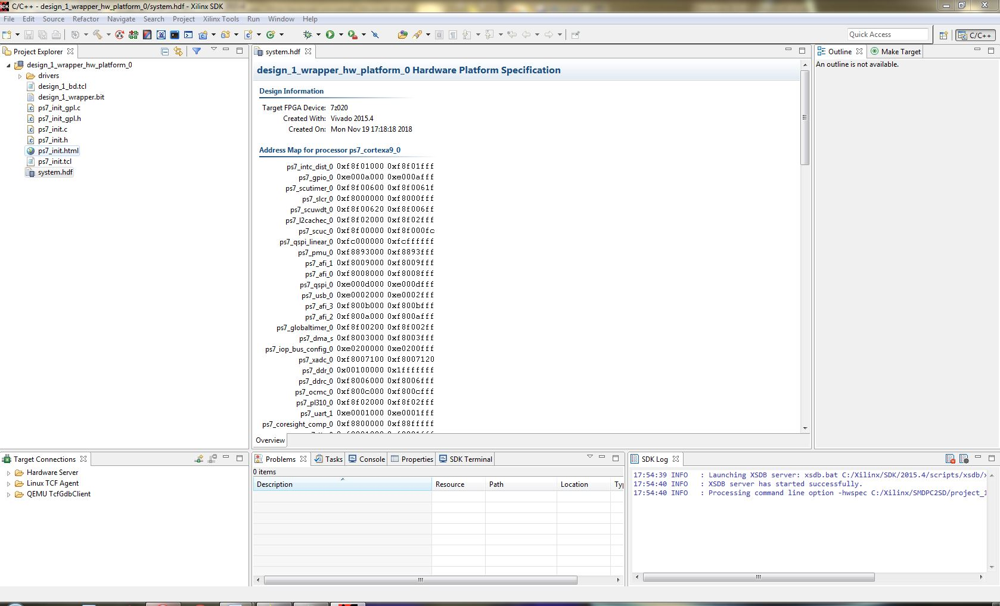 C/C++ - design_1_wrapper_hw_platform_0/system.hdf - Xilinx SDK
File Edit Source Refactor Navigate Search Project Xilinx Tools Run Window Help
Quick Access C/C++
Project Explorer
design_1_wrapper_hw_platform_0
drivers
design_1_bd.tcl
design_1_wrapper.bit
ps7_init_gpl.c
ps7_init_gpl.h
ps7_init.c
ps7_init.h
ps7_init.html
ps7_init.tcl
system.hdf
system.hdf
design_1_wrapper_hw_platform_0 Hardware Platform Specification
Design Information
Target FPGA Device: 7z020
Created With: Vivado 2015.4
Created On: Mon Nov 19 17:18:18 2018
Address Map for processor ps7_cortexa9_0
ps7_intc_dist_0 0xf8f01000 0xf8f01fff
ps7_gpio_0 0xe000a000 0xe000afff
ps7_scutimer_0 0xf8f00600 0xf8f0061f
ps7_slcr_0 0xf8000000 0xf8000fff
ps7_scuwdt_0 0xf8f00620 0xf8f006ff
ps7_l2cachec_0 0xf8f02000 0xf8f02fff
ps7_scuc_0 0xf8f00000 0xf8f000fc
ps7_qspi_linear_0 0xfc000000 0xfcffffff
ps7_pmu_0 0xf8893000 0xf8893fff
ps7_afi_1 0xf8009000 0xf8009fff
ps7_afi_0 0xf8008000 0xf8008fff
ps7_qspi_0 0xe000d000 0xe000dfff
ps7_usb_0 0xe0002000 0xe0002fff
ps7_afi_3 0xf800b000 0xf800bfff
ps7_afi_2 0xf800a000 0xf800afff
ps7_globaltimer_0 0xf8f00200 0xf8f002ff
ps7_dma_s 0xf8003000 0xf8003fff
ps7_iop_bus_config_0 0xe0200000 0xe0200fff
ps7_xadc_0 0xf8007100 0xf8007120
ps7_ddr_0 0x00100000 0x1fffffff
ps7_ddrc_0 0xf8006000 0xf8006fff
ps7_ocmc_0 0xf800c000 0xf800cfff
ps7_pl310_0 0xf8f02000 0xf8f02fff
ps7_uart_1 0xe0001000 0xe0001fff
ps7_coresight_comp_0 0xf8800000 0xf88fffff
Overview
Outline Make Target
An outline is not available.
Target Connections
Hardware Server
Linux TCF Agent
QEMU TcfGdbClient
Problems Tasks Console Properties SDK Terminal
0 items
Description Resource Path Location Ty
SDK Log
17:54:39 INFO : Launching XSDB server: xsdb.bat C:/Xilinx/SDK/2015.4/scripts/xsdb/x
17:54:40 INFO : XSDB server has started successfully.
17:54:40 INFO : Processing command line option -hwspec C:/Xilinx/SMDPC2SD/project_1